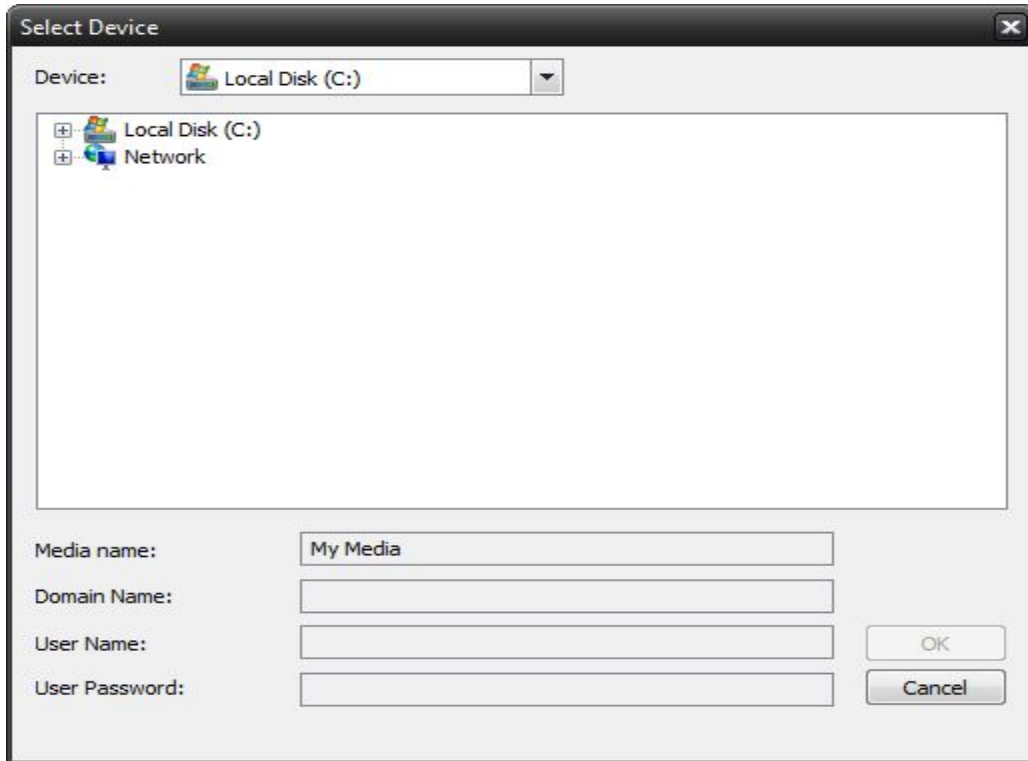 Select Device
Device: Local Disk (C:)
Local Disk (C:)
Network
Media name: My Media
Domain Name:
User Name: OK
User Password: Cancel